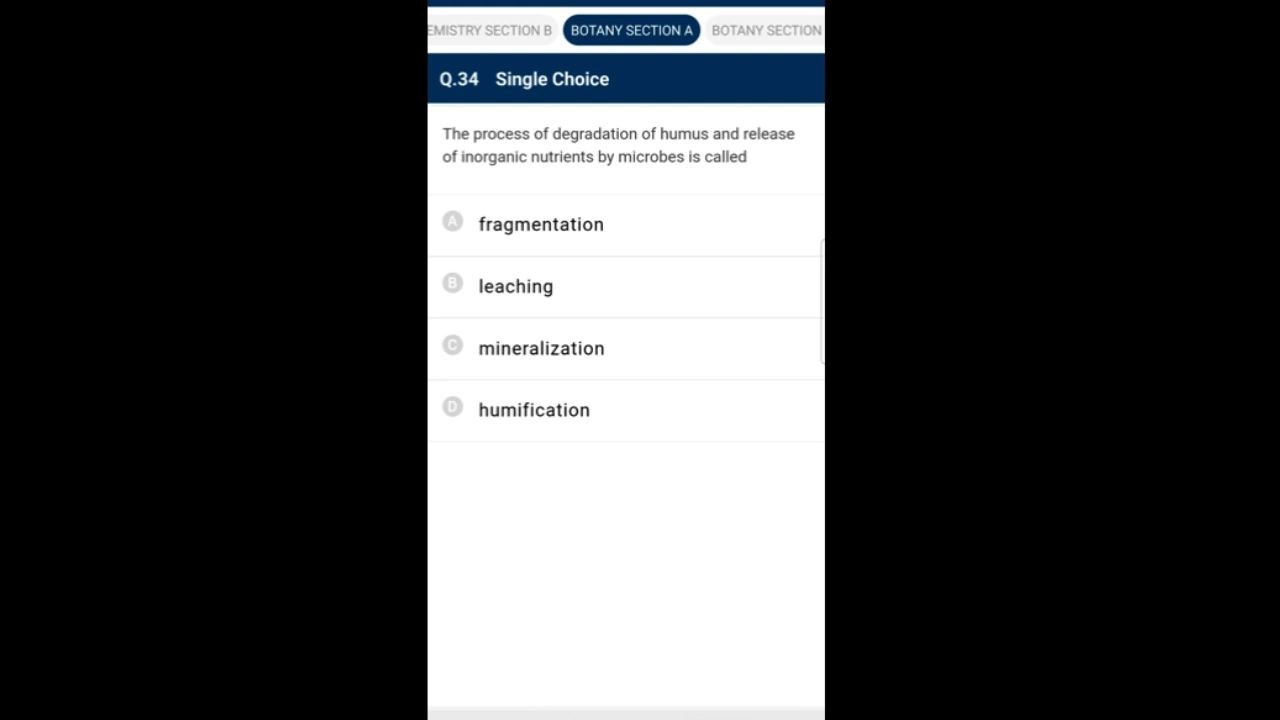 EMISTRY SECTION B BOTANY SECTION A BOTANY SECTION
Q.34 Single Choice
The process of degradation of humus and release
of inorganic nutrients by microbes is called
A fragmentation
B leaching
C mineralization
D humification